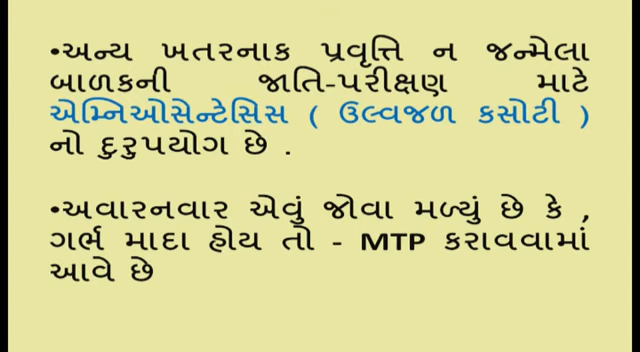 •અન્ય ખતરનાક પ્રવૃત્તિ ન જન્મેલા
બાળકની જાતિ-પરીક્ષણ માટે
એમ્નિઓસેન્ટેસિસ ( ઉલ્વજળ કસોટી )
નો દુરુપયોગ છે .
•અવારનવાર એવું જોવા મળ્યું છે કે ,
ગર્ભ માદા હોય તો - MTP કરાવવામાં
આવે છે